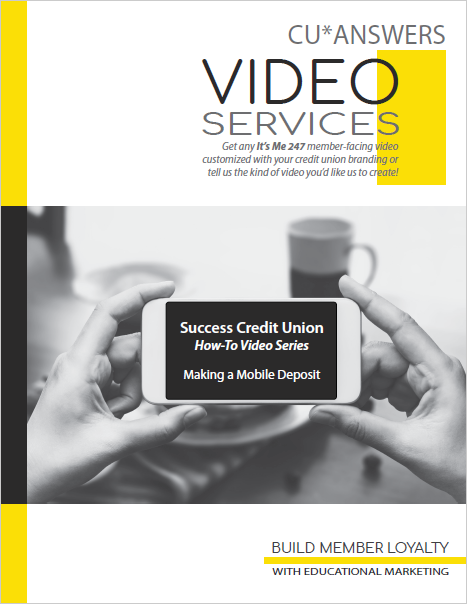 CU*ANSWERS
VIDEO
SERVICES
Get any It's Me 247 member-facing video
customized with your credit union branding or
tell us the kind of video you'd like us to create!
Success Credit Union
How-To Video Series
Making a Mobile Deposit
BUILD MEMBER LOYALTY
WITH EDUCATIONAL MARKETING